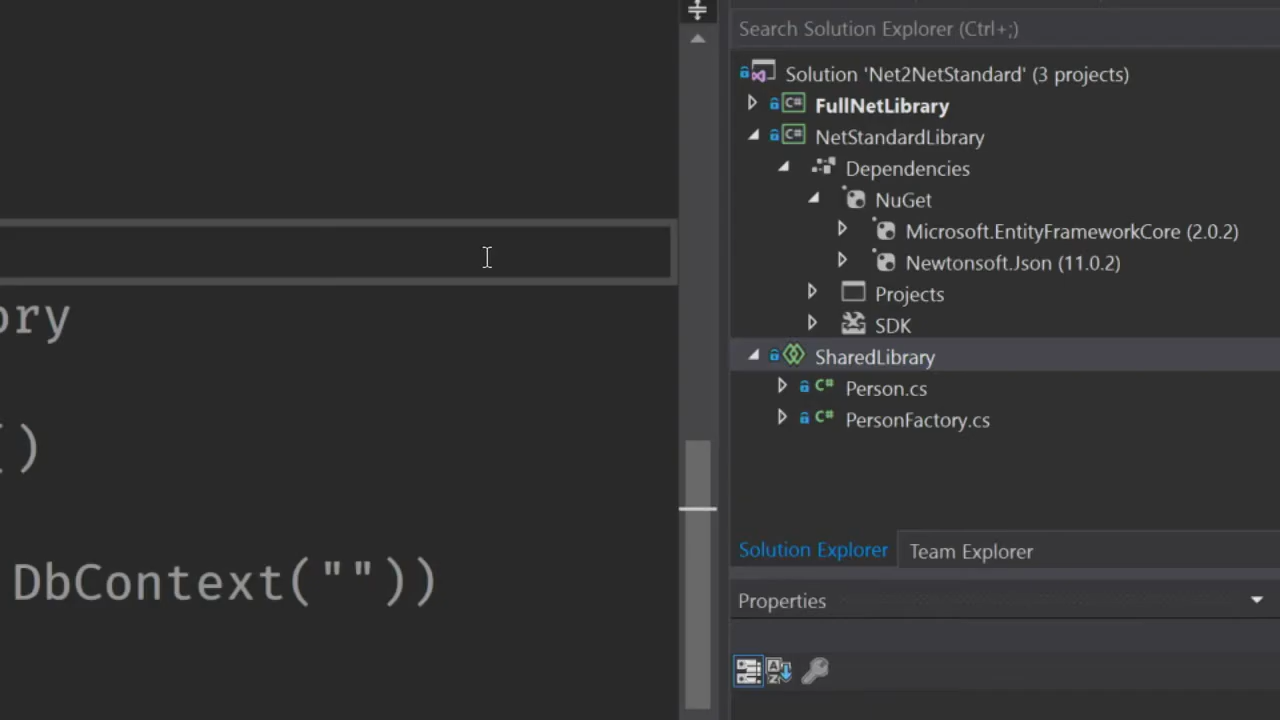 Search Solution Explorer (Ctrl+;)
Solution 'Net2NetStandard' (3 projects)
C# FullNetLibrary
C# NetStandardLibrary
Dependencies
NuGet
Microsoft.EntityFrameworkCore (2.0.2)
Newtonsoft.Json (11.0.2)
Projects
SDK
SharedLibrary
C# Person.cs
C# PersonFactory.cs
ory
()
DbContext(""))
Solution Explorer
Team Explorer
Properties